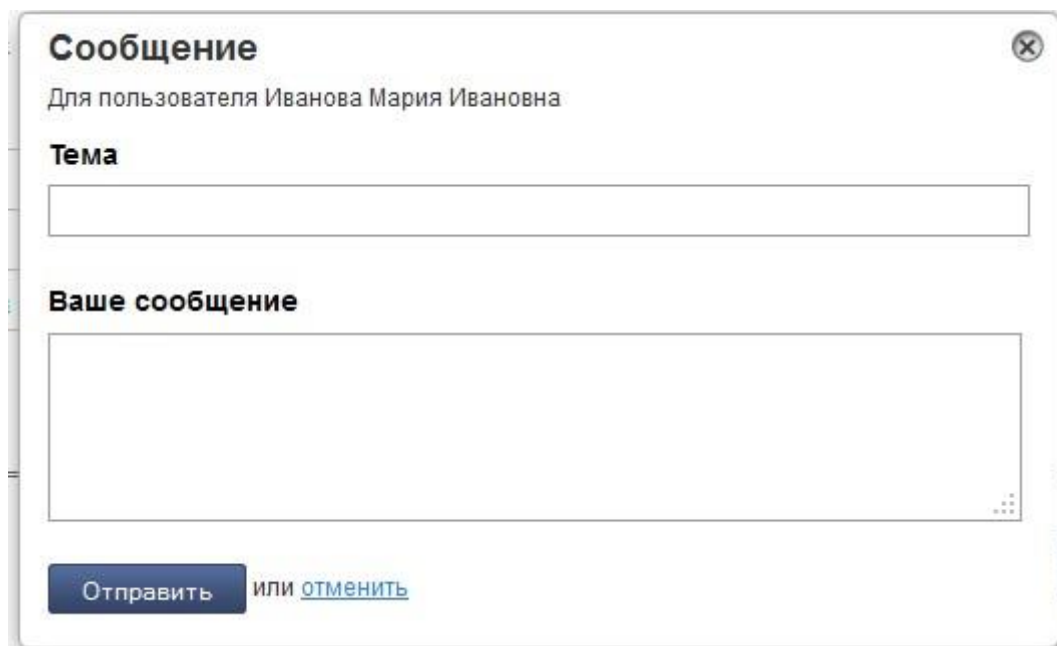 Сообщение
Для пользователя Иванова Мария Ивановна
Тема
Ваше сообщение
Отправить или отменить